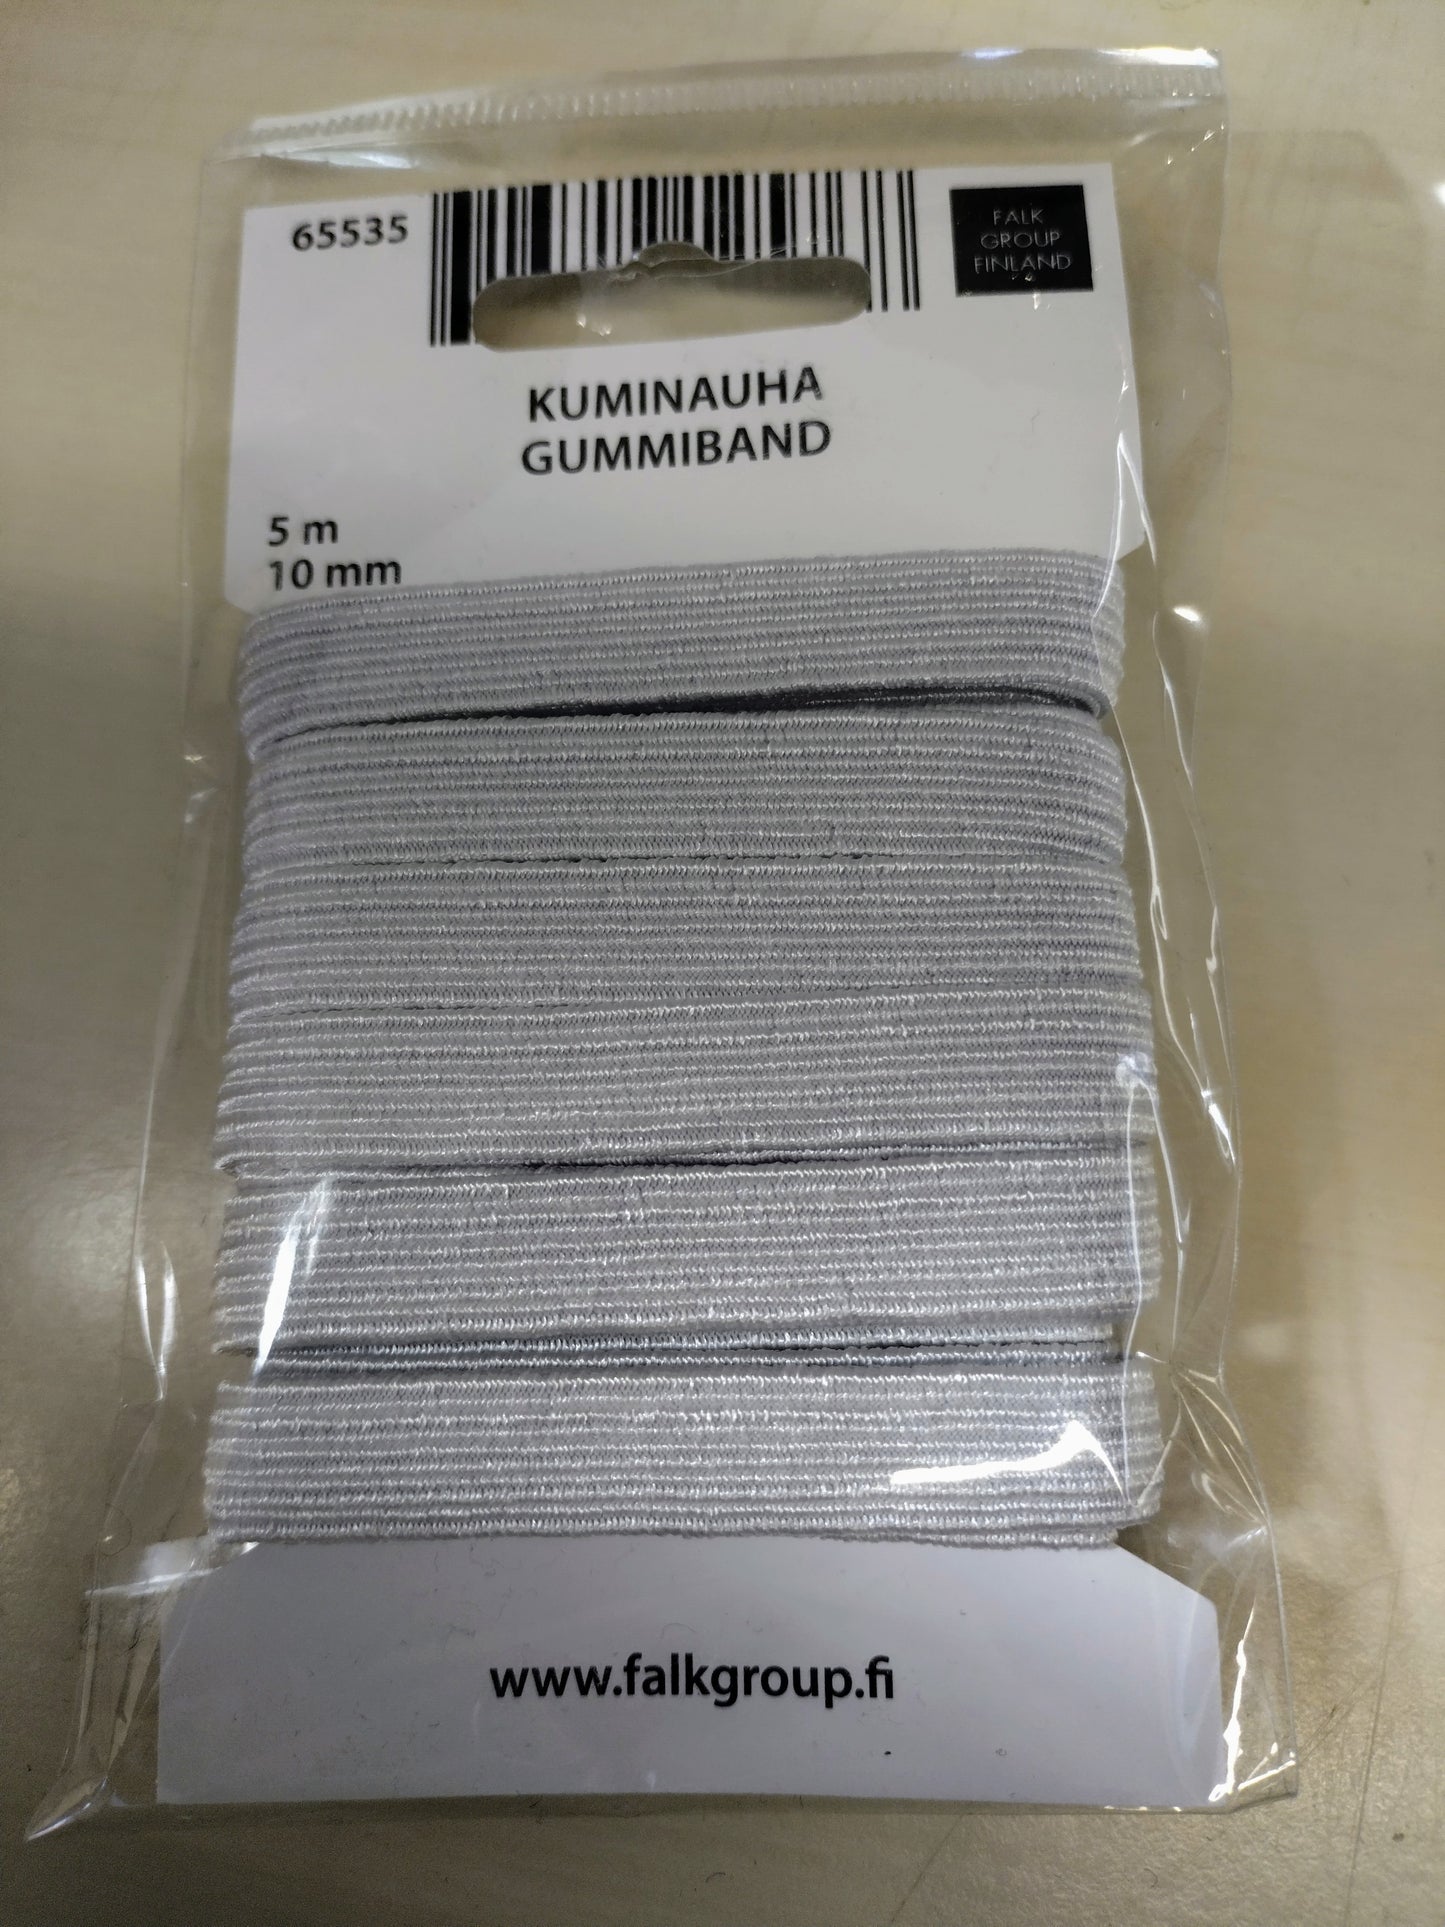 65535
FALK
GROUP
FINLAND
KUMINAUHA
GUMMIBAND
5 m
10 mm
www.falkgroup.fi